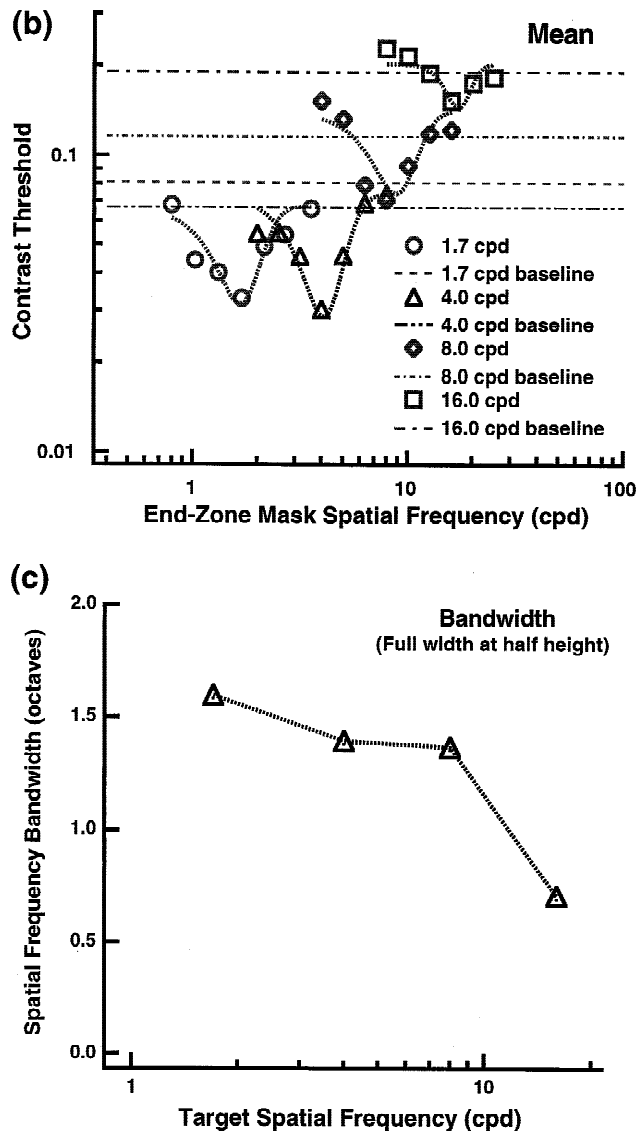 (b)
Mean
0.1
0.01
Contrast Threshold
1.7 cpd
1.7 cpd baseline
4.0 cpd
4.0 cpd baseline
8.0 cpd
8.0 cpd baseline
16.0 cpd
16.0 cpd baseline
1 10 100
End-Zone Mask Spatial Frequency (cpd)
(c)
Bandwidth
(Full width at half height)
2.0
1.5
1.0
0.5
0.0
Spatial Frequency Bandwidth (octaves)
1 10
Target Spatial Frequency (cpd)